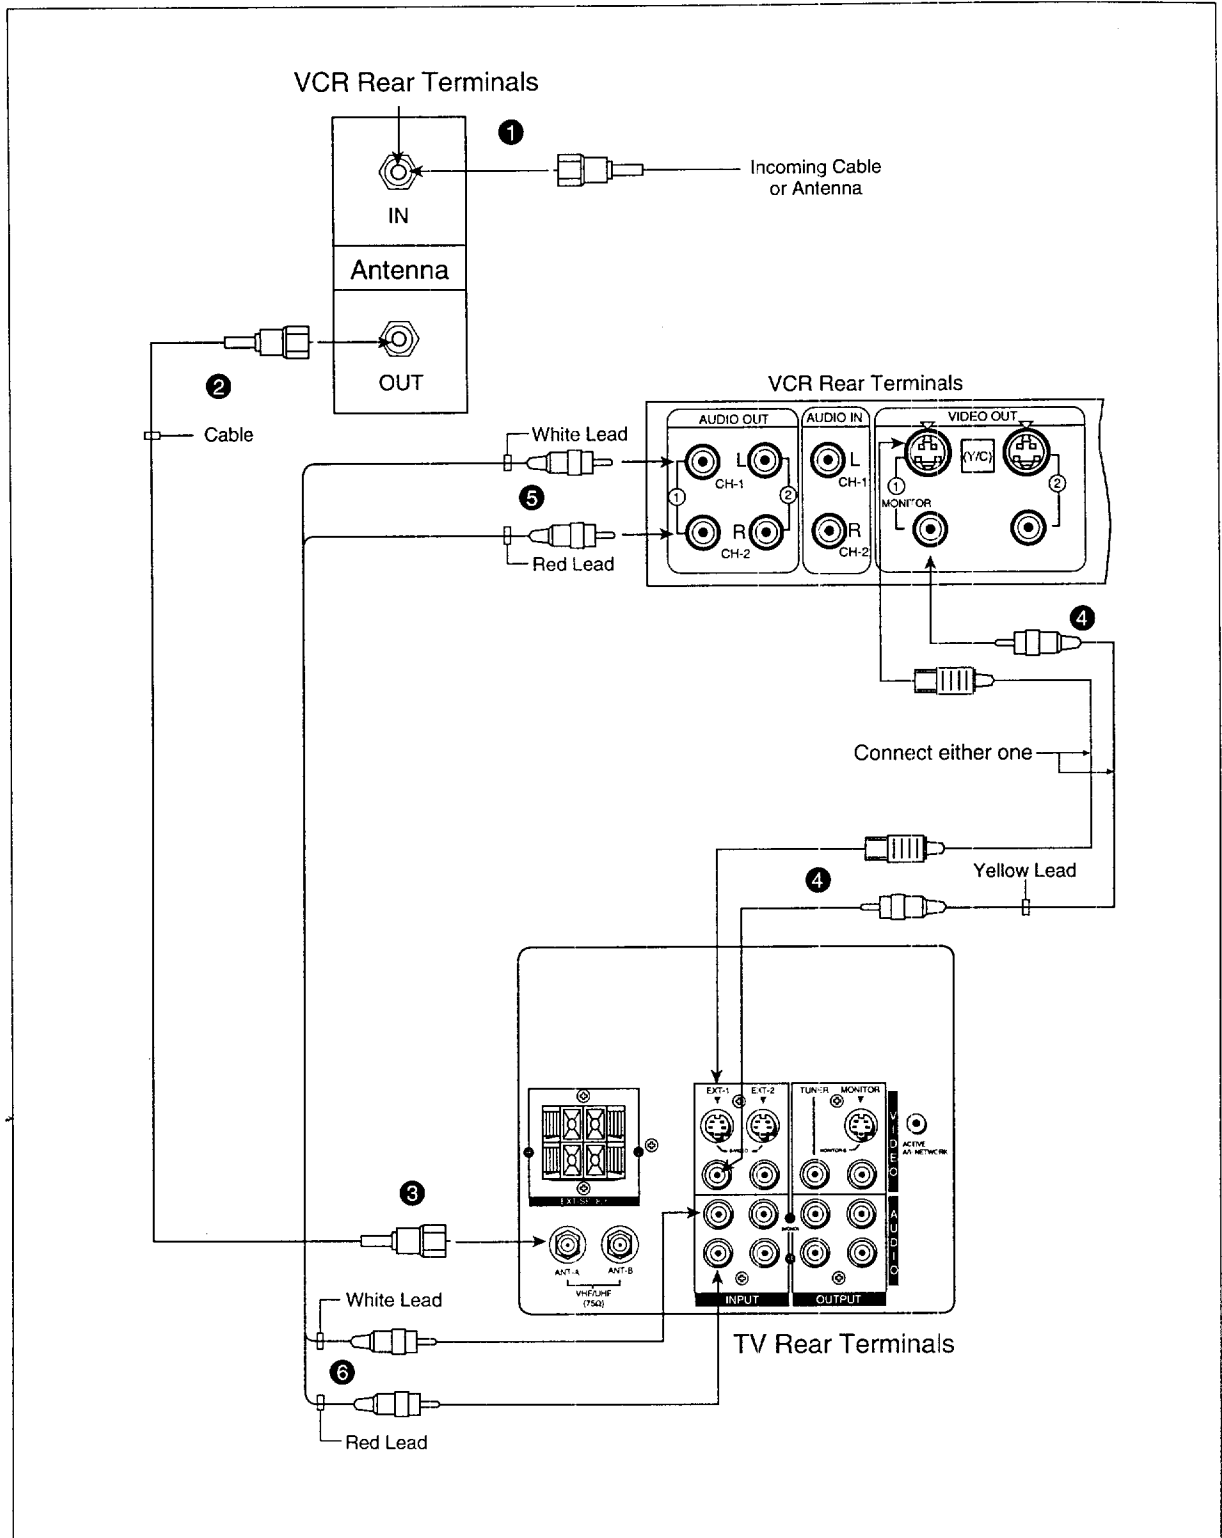 VCR Rear Terminals
1
Incoming Cable
or Antenna
IN
Antenna
OUT
2
Cable
VCR Rear Terminals
AUDIO OUT
AUDIO IN
VIDEO OUT
White Lead
L
CH-1
L
CH-1
(Y/C)
1
2
1
2
5
MONITOR
R
CH-2
R
CH-2
Red Lead
4
Connect either one
4
Yellow Lead
EXT-1
EXT-2
TUNER
MONITOR
VIDEO
S-VIDEO
ACTIVE
3
ANT-A
ANT-B
VHF/UHF
(75Ω)
AUDIO
INPUT
OUTPUT
White Lead
TV Rear Terminals
6
Red Lead